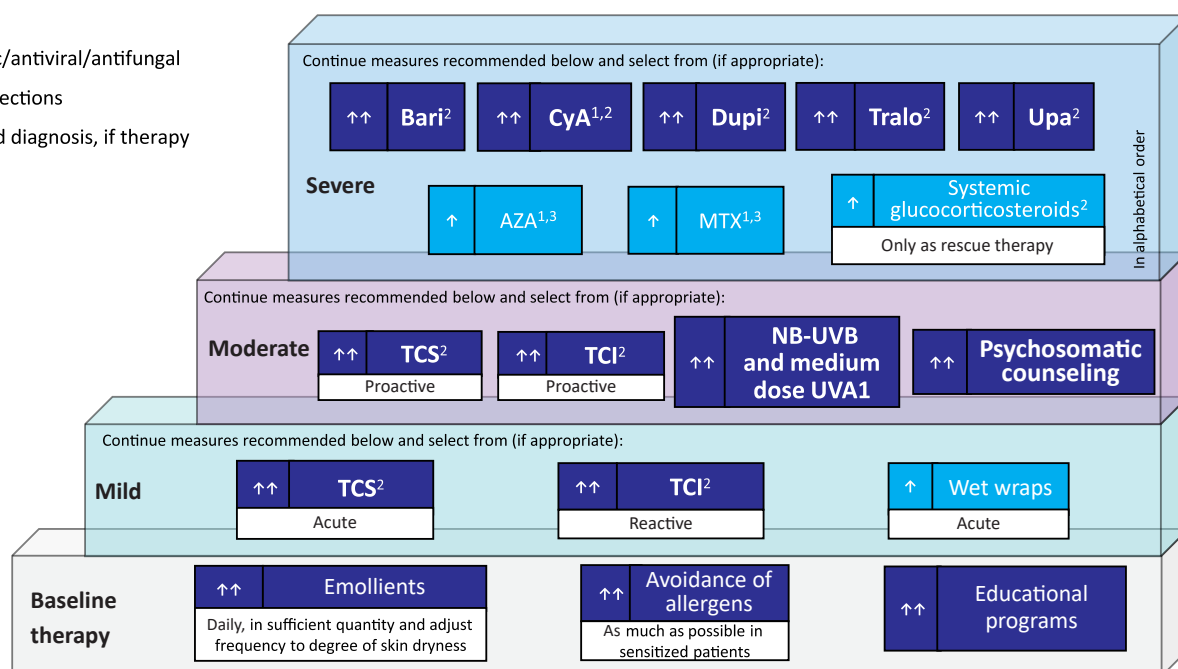 /antiviral/antifungal
diagnosis, if therapy
Continue measures recommended below and select from (if appropriate):
↑↑ Bari²
↑↑ CyA¹,²
↑↑ Dupi²
↑↑ Tralo²
↑↑ Upa²
Severe
↑ AZA¹,³
↑ MTX¹,³
↑ Systemic
glucocorticosteroids²
Only as rescue therapy
In alphabetical order
Continue measures recommended below and select from (if appropriate):
Moderate
↑↑ TCS²
Proactive
↑↑ TCI²
Proactive
NB-UVB
↑↑ and medium
dose UVA1
↑↑ Psychosomatic
counseling
Continue measures recommended below and select from (if appropriate):
Mild
↑↑ TCS²
Acute
↑↑ TCI²
Reactive
↑ Wet wraps
Acute
Baseline
therapy
↑↑ Emollients
Daily, in sufficient quantity and adjust
frequency to degree of skin dryness
↑↑ Avoidance of
allergens
As much as possible in
sensitized patients
↑↑ Educational
programs